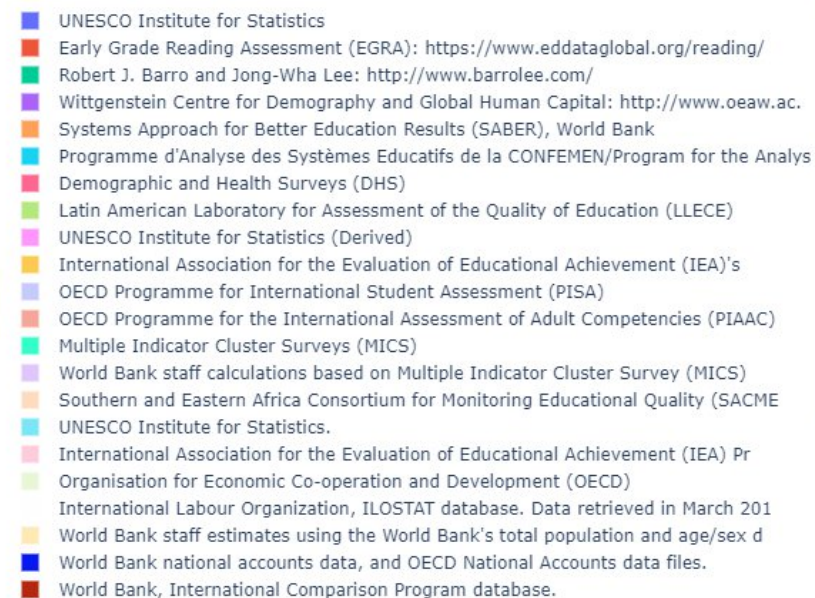 UNESCO Institute for Statistics
Early Grade Reading Assessment (EGRA): https://www.eddataglobal.org/reading/
Robert J. Barro and Jong-Wha Lee: http://www.barrolee.com/
Wittgenstein Centre for Demography and Global Human Capital: http://www.oeaw.ac.
Systems Approach for Better Education Results (SABER), World Bank
Programme d'Analyse des Systèmes Educatifs de la CONFEMEN/Program for the Analys
Demographic and Health Surveys (DHS)
Latin American Laboratory for Assessment of the Quality of Education (LLECE)
UNESCO Institute for Statistics (Derived)
International Association for the Evaluation of Educational Achievement (IEA)'s
OECD Programme for International Student Assessment (PISA)
OECD Programme for the International Assessment of Adult Competencies (PIAAC)
Multiple Indicator Cluster Surveys (MICS)
World Bank staff calculations based on Multiple Indicator Cluster Survey (MICS)
Southern and Eastern Africa Consortium for Monitoring Educational Quality (SACME
UNESCO Institute for Statistics.
International Association for the Evaluation of Educational Achievement (IEA) Pr
Organisation for Economic Co-operation and Development (OECD)
International Labour Organization, ILOSTAT database. Data retrieved in March 201
World Bank staff estimates using the World Bank's total population and age/sex d
World Bank national accounts data, and OECD National Accounts data files.
World Bank, International Comparison Program database.